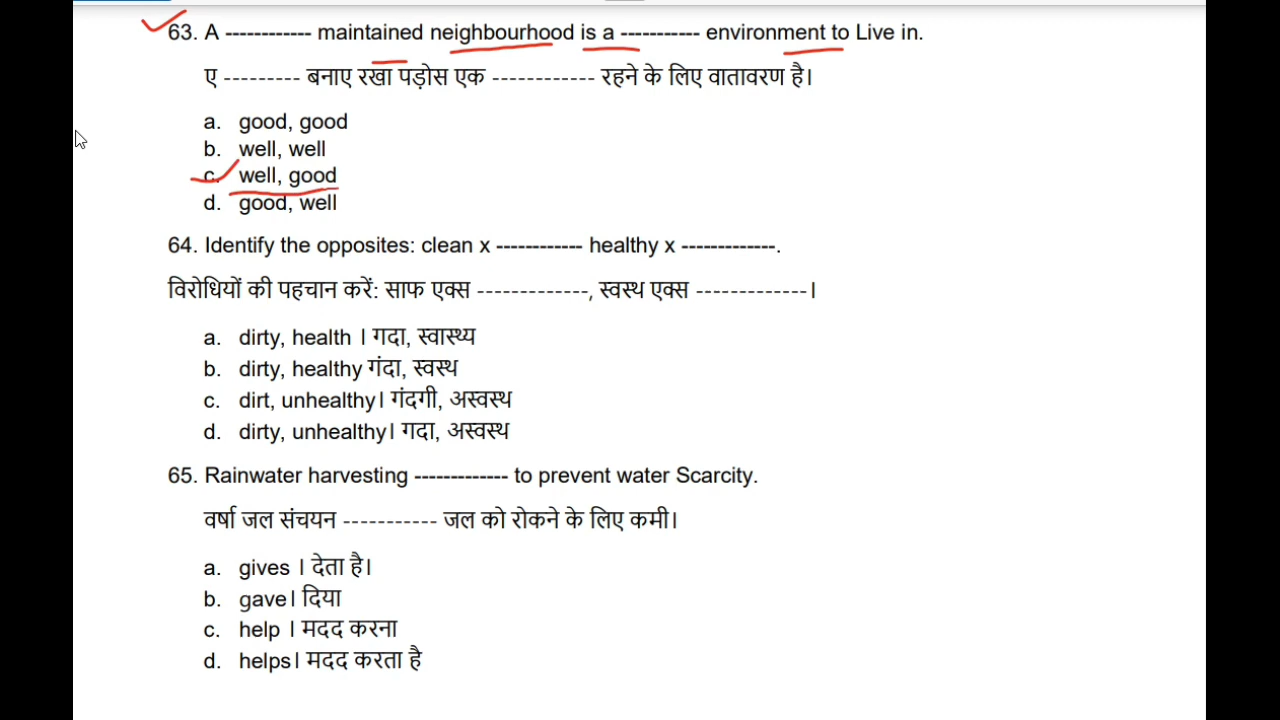 63. A ------------ maintained neighbourhood is a ----------- environment to Live in.
ए --------- बनाए रखा पड़ोस एक ------------ रहने के लिए वातावरण है।
a. good, good
b. well, well
c. well, good
d. good, well
64. Identify the opposites: clean x ------------ healthy x -------------.
विरोधियों की पहचान करें: साफ एक्स -------------, स्वस्थ एक्स -------------।
a. dirty, health । गदा, स्वास्थ्य
b. dirty, healthy गंदा, स्वस्थ
c. dirt, unhealthy। गंदगी, अस्वस्थ
d. dirty, unhealthy। गदा, अस्वस्थ
65. Rainwater harvesting ------------- to prevent water Scarcity.
वर्षा जल संचयन ----------- जल को रोकने के लिए कमी।
a. gives । देता है।
b. gave। दिया
c. help । मदद करना
d. helps। मदद करता है